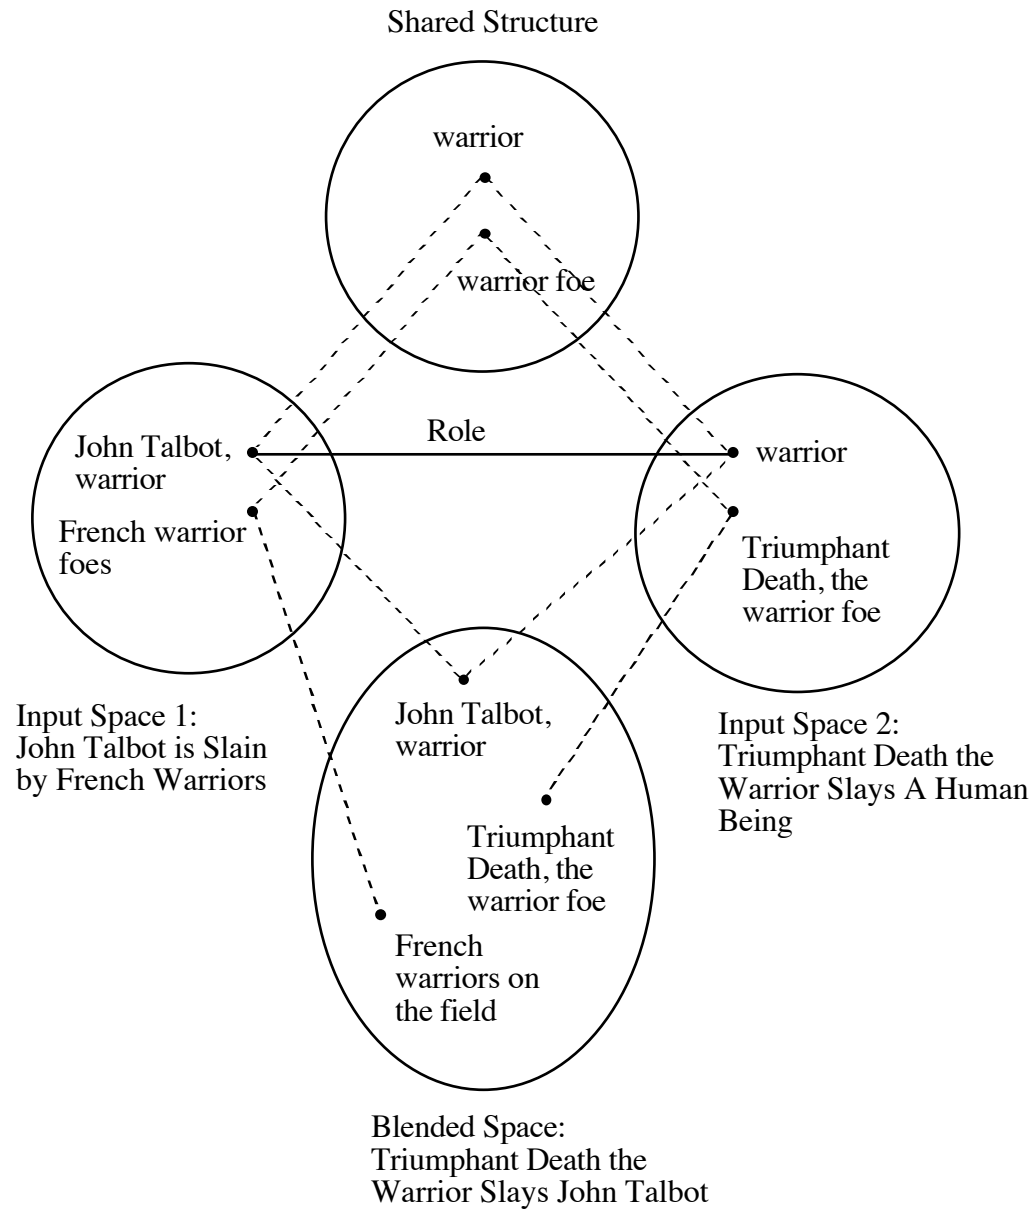 Shared Structure
warrior
warrior foe
Role
John Talbot,
warrior
French warrior
foes
warrior
Triumphant
Death, the
warrior foe
Input Space 1:
John Talbot is Slain
by French Warriors
Input Space 2:
Triumphant Death the
Warrior Slays A Human
Being
John Talbot,
warrior
Triumphant
Death, the
warrior foe
French
warriors on
the field
Blended Space:
Triumphant Death the
Warrior Slays John Talbot